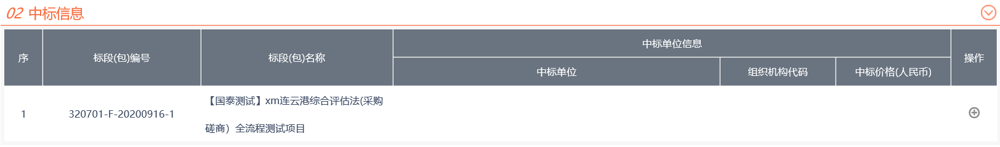 02 中标信息
序
标段(包)编号
标段(包)名称
中标单位信息
中标单位
组织机构代码
中标价格(人民币)
操作
1
320701-F-20200916-1
【国泰测试】xm连云港综合评估法(采购
磋商）全流程测试项目